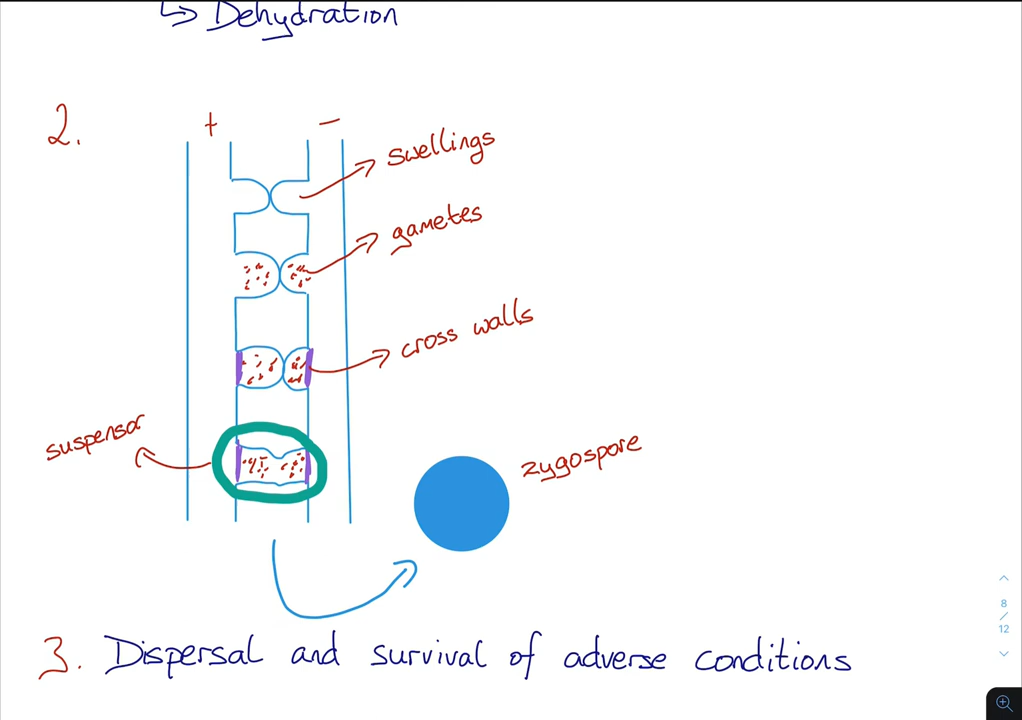 ↳ Dehydration
2.
+ −
swellings
gametes
cross walls
suspensor
zygospore
3. Dispersal and survival of adverse conditions
8
/
12